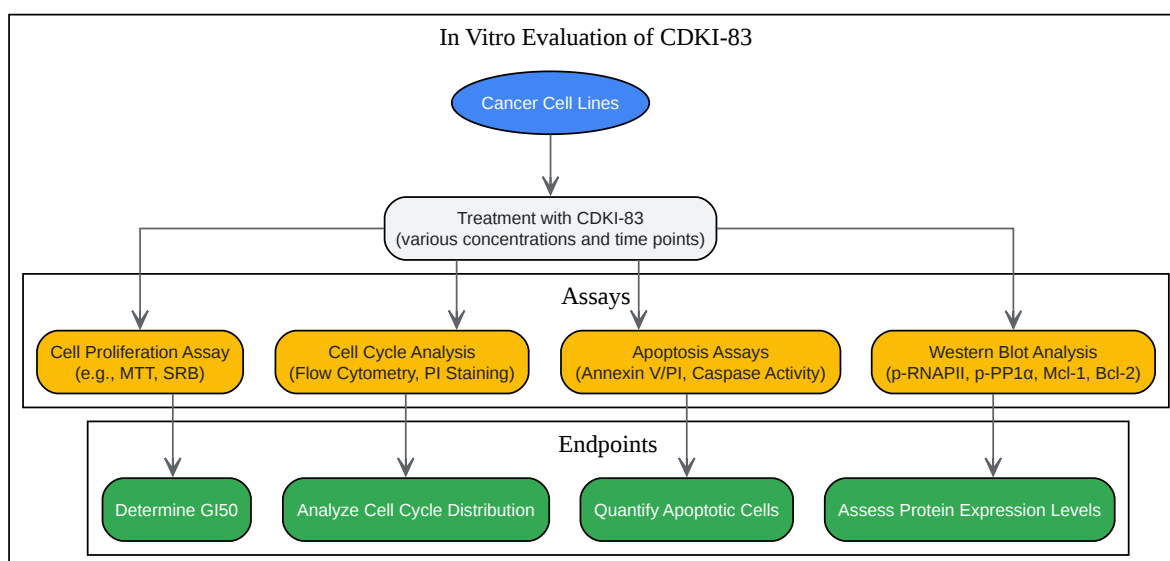 In Vitro Evaluation of CDKI-83
Cancer Cell Lines
Treatment with CDKI-83
(various concentrations and time points)
Assays
Cell Proliferation Assay
(e.g., MTT, SRB)
Cell Cycle Analysis
(Flow Cytometry, PI Staining)
Apoptosis Assays
(Annexin V/PI, Caspase Activity)
Western Blot Analysis
(p-RNAPII, p-PP1α, Mcl-1, Bcl-2)
Endpoints
Determine GI50
Analyze Cell Cycle Distribution
Quantify Apoptotic Cells
Assess Protein Expression Levels